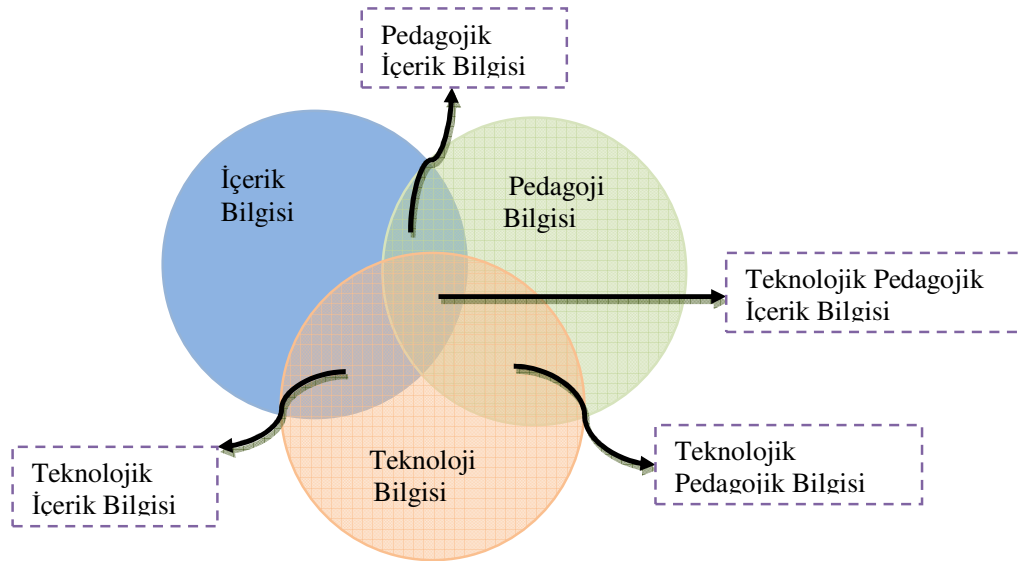 Pedagojik
İçerik Bilgisi
İçerik
Bilgisi
Pedagoji
Bilgisi
Teknolojik Pedagojik
İçerik Bilgisi
Teknolojik
İçerik Bilgisi
Teknoloji
Bilgisi
Teknolojik
Pedagojik Bilgisi